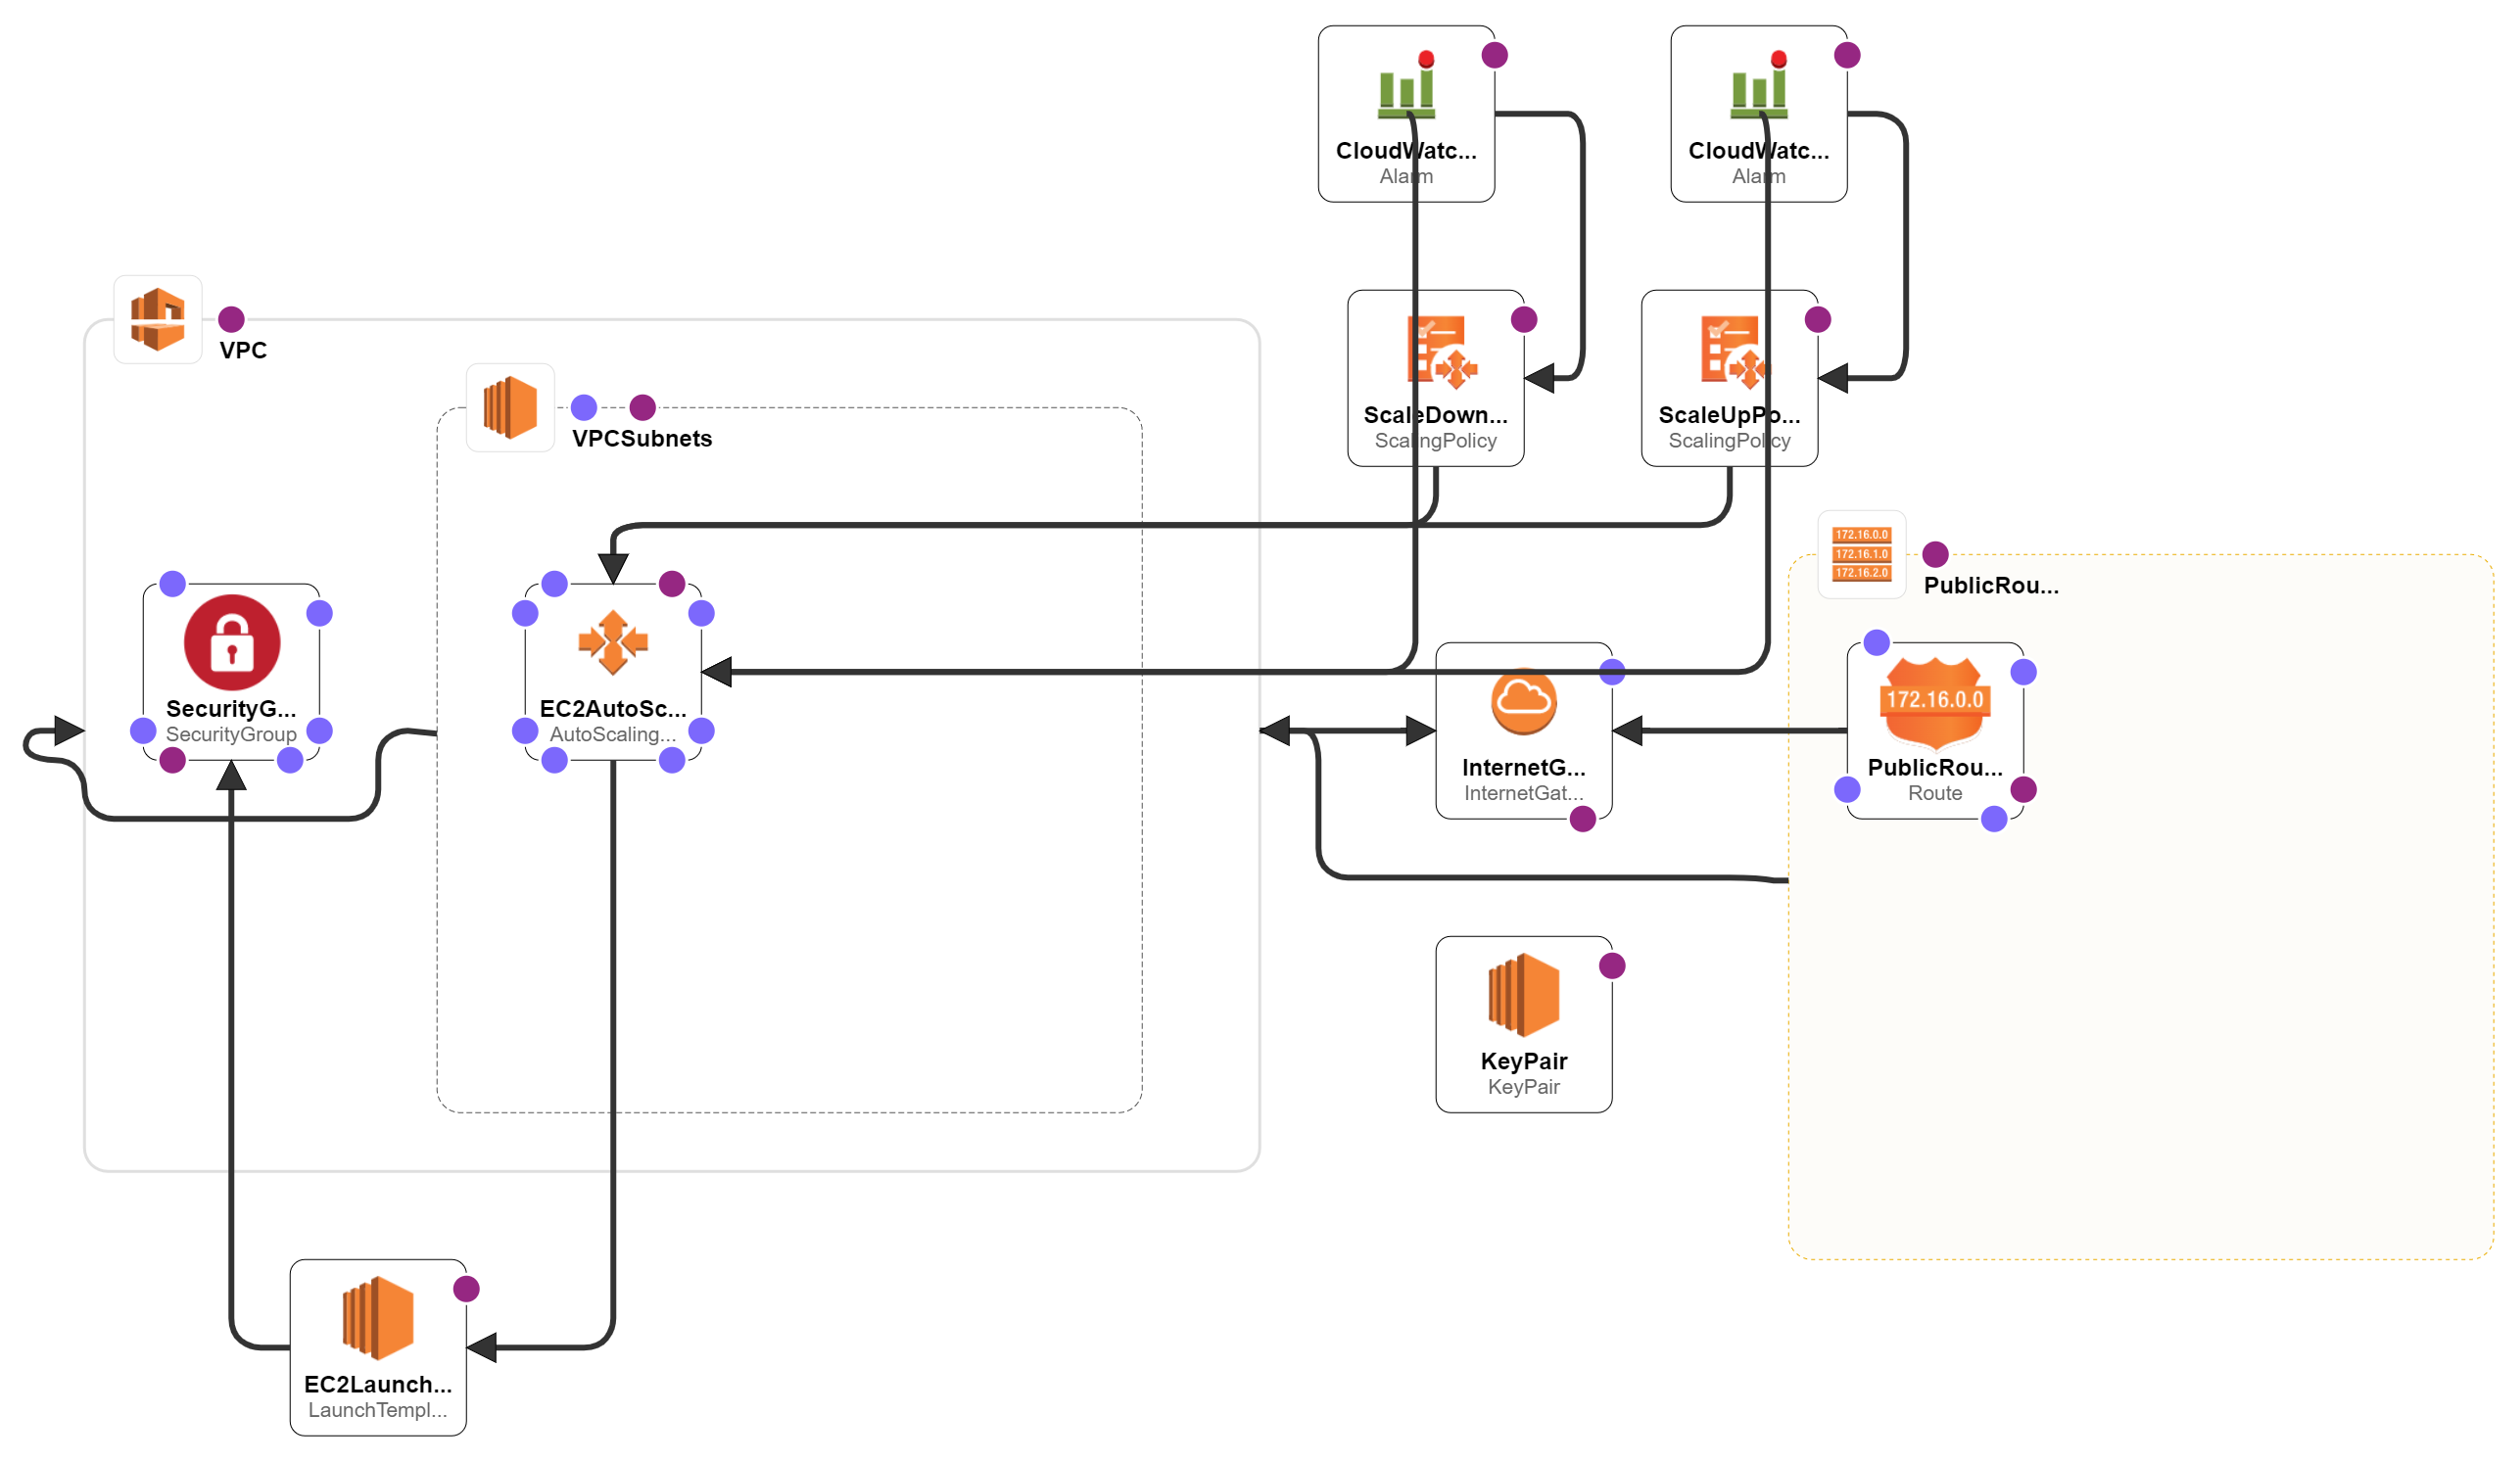 CloudWatc...
Alarm
CloudWatc...
Alarm
VPC
VPCSubnets
ScaleDown...
ScalingPolicy
ScaleUpPo...
ScalingPolicy
172.16.0.0
172.16.1.0
172.16.2.0
PublicRou...
SecurityG...
SecurityGroup
EC2AutoSc...
AutoScaling...
InternetG...
InternetGat...
172.16.0.0
PublicRou...
Route
KeyPair
KeyPair
EC2Launch...
LaunchTempl...